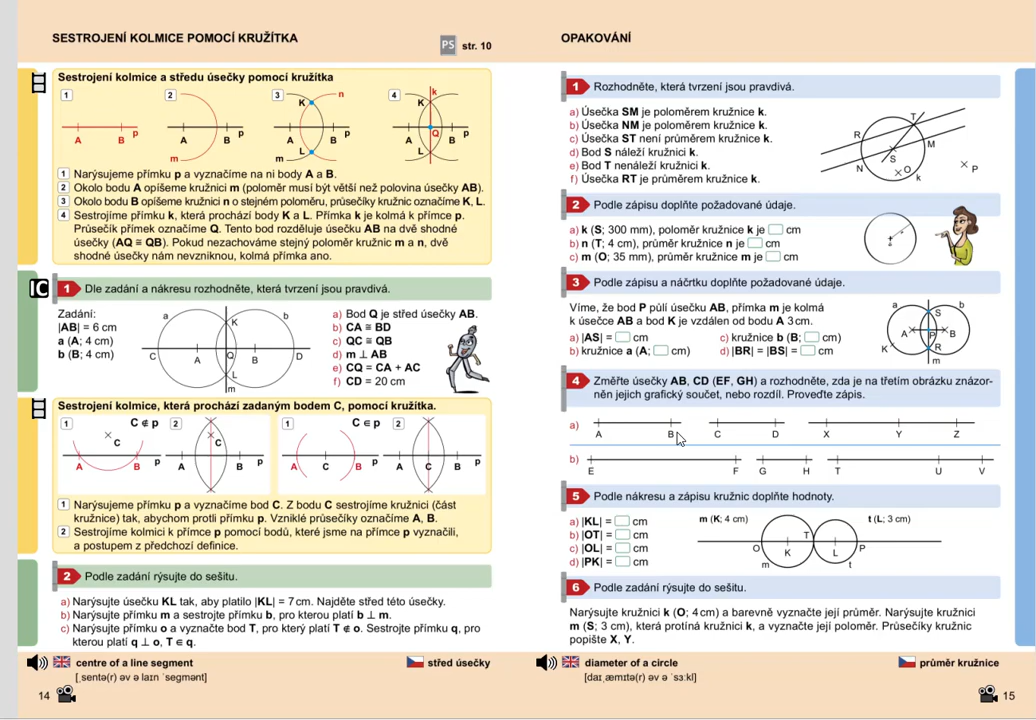 SESTROJENÍ KOLMICE POMOCÍ KRUŽÍTKA
PS str. 10
Sestrojení kolmice a středu úsečky pomocí kružítka
1 2 3 4
A B p
A B p m
K n A B p m L
k K Q A B p L
1 Narýsujeme přímku p a vyznačíme na ni body A a B.
2 Okolo bodu A opíšeme kružnici m (poloměr musí být větší než polovina úsečky AB).
3 Okolo bodu B opíšeme kružnici n o stejném poloměru, průsečíky kružnic označíme K, L.
4 Sestrojíme přímku k, která prochází body K a L. Přímka k je kolmá k přímce p.
Průsečík přímek označíme Q. Tento bod rozděluje úsečku AB na dvě shodné
úsečky (AQ ≅ QB). Pokud nezachováme stejný poloměr kružnic m a n, dvě
shodné úsečky nám nevzniknou, kolmá přímka ano.
IC
1 Dle zadání a nákresu rozhodněte, která tvrzení jsou pravdivá.
Zadání:
|AB| = 6 cm
a (A; 4 cm)
b (B; 4 cm)
a b K C A Q B D L m
a) Bod Q je střed úsečky AB.
b) CA ≅ BD
c) QC ≅ QB
d) m ⊥ AB
e) CQ = CA + AC
f) CD = 20 cm
Sestrojení kolmice, která prochází zadaným bodem C, pomocí kružítka.
1 C ∉ p 2 1 C ∈ p 2
C A B p
C A B p
A C B p
A C B p
1 Narýsujeme přímku p a vyznačíme bod C. Z bodu C sestrojíme kružnici (část
kružnice) tak, abychom protli přímku p. Vzniklé průsečíky označíme A, B.
2 Sestrojíme kolmici k přímce p pomocí bodů, které jsme na přímce p vyznačili,
a postupem z předchozí definice.
2 Podle zadání rýsujte do sešitu.
a) Narýsujte úsečku KL tak, aby platilo |KL| = 7 cm. Najděte střed této úsečky.
b) Narýsujte přímku m a sestrojte přímku b, pro kterou platí b ⊥ m.
c) Narýsujte přímku o a vyznačte bod T, pro který platí T ∉ o. Sestrojte přímku q, pro
kterou platí q ⊥ o, T ∈ q.
centre of a line segment
[ˌsentə(r) əv ə laɪn ˈsegmənt]
střed úsečky
14
OPAKOVÁNÍ
1 Rozhodněte, která tvrzení jsou pravdivá.
a) Úsečka SM je poloměrem kružnice k.
b) Úsečka NM je poloměrem kružnice k.
c) Úsečka ST není průměrem kružnice k.
d) Bod S náleží kružnici k.
e) Bod T nenáleží kružnici k.
f) Úsečka RT je průměrem kružnice k.
T R M S N O P k
2 Podle zápisu doplňte požadované údaje.
a) k (S; 300 mm), poloměr kružnice k je cm
b) n (T; 4 cm), průměr kružnice n je cm
c) m (O; 35 mm), průměr kružnice m je cm
3 Podle zápisu a náčrtu doplňte požadované údaje.
Víme, že bod P půlí úsečku AB, přímka m je kolmá
k úsečce AB a bod K je vzdálen od bodu A 3 cm.
a) |AS| = cm c) kružnice b (B; cm)
b) kružnice a (A; cm) d) |BR| = |BS| = cm
a b S A P B K R m
4 Změřte úsečky AB, CD (EF, GH) a rozhodněte, zda je na třetím obrázku znázor-
něn jejich grafický součet, nebo rozdíl. Proveďte zápis.
a) A B C D X Y Z
b) E F G H T U V
5 Podle nákresu a zápisu kružnic doplňte hodnoty.
a) |KL| = cm
b) |OT| = cm
c) |OL| = cm
d) |PK| = cm
m (K; 4 cm) t (L; 3 cm)
O K T L P m t
6 Podle zadání rýsujte do sešitu.
Narýsujte kružnici k (O; 4 cm) a barevně vyznačte její průměr. Narýsujte kružnici
m (S; 3 cm), která protíná kružnici k, a vyznačte její poloměr. Průsečíky kružnic
popište X, Y.
diameter of a circle
[daɪˌæmɪtə(r) əv ə ˈsɜːkl]
průměr kružnice
15